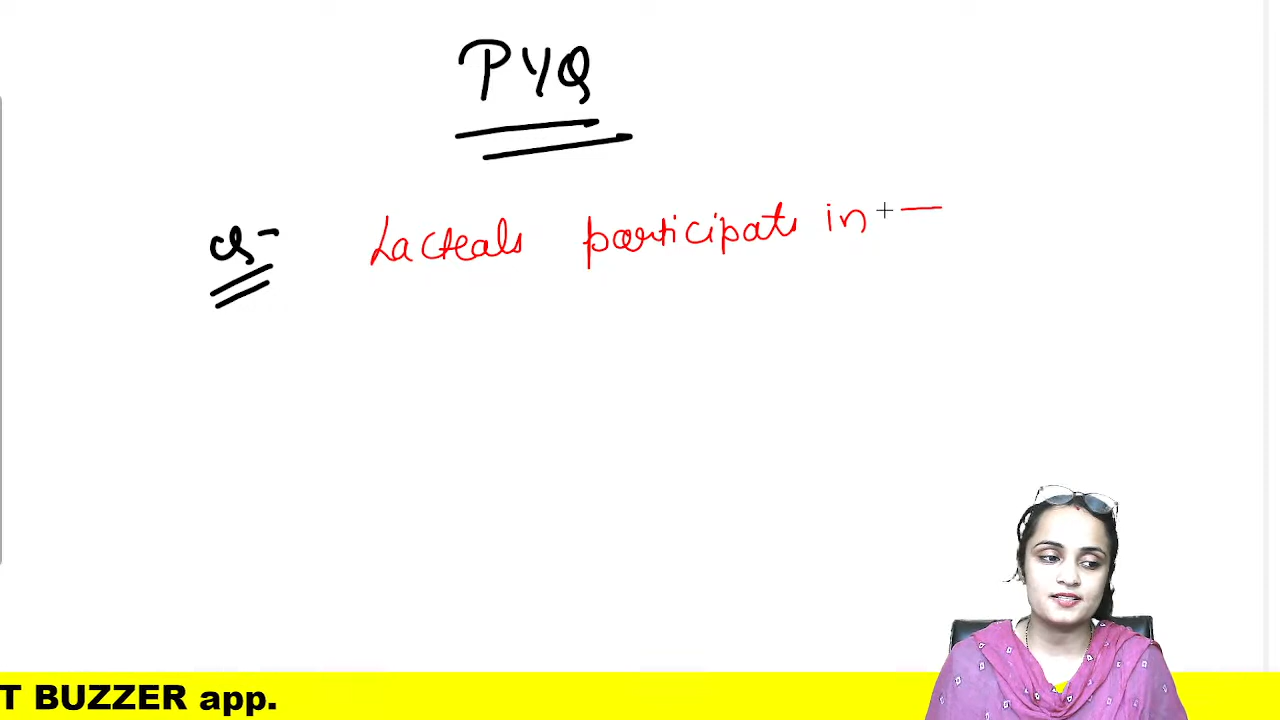 PYQ
Q- Lacteals participate in -
T BUZZER app.